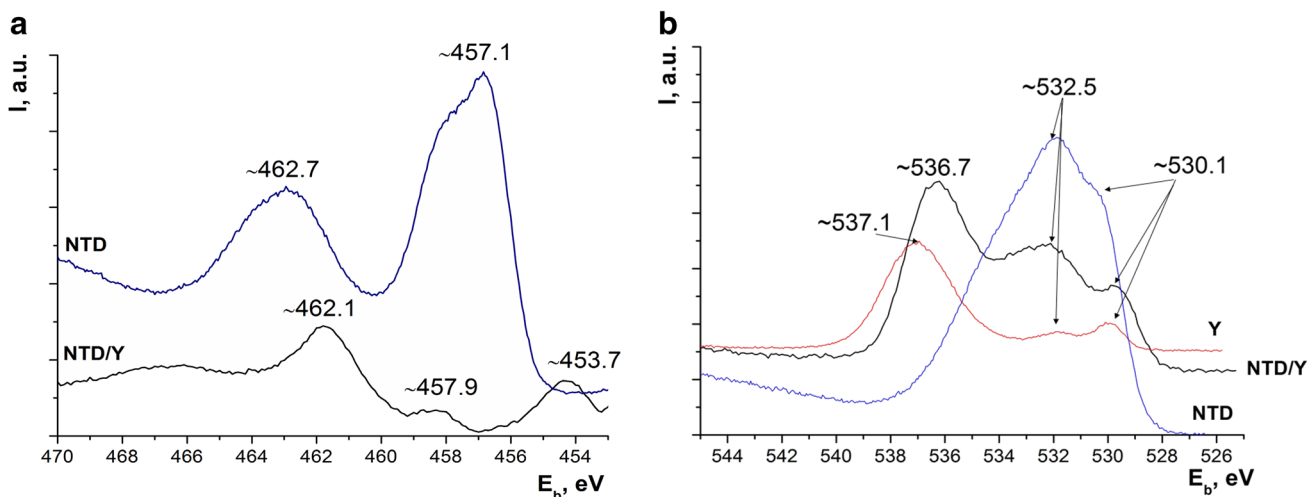 a
I, a.u.
~457.1
~462.7
NTD
~462.1
NTD/Y
~457.9
~453.7
470 468 466 464 462 460 458 456 454
E_b, eV
b
I, a.u.
~532.5
~536.7
~530.1
~537.1
Y
NTD/Y
NTD
544 542 540 538 536 534 532 530 528 526
E_b, eV